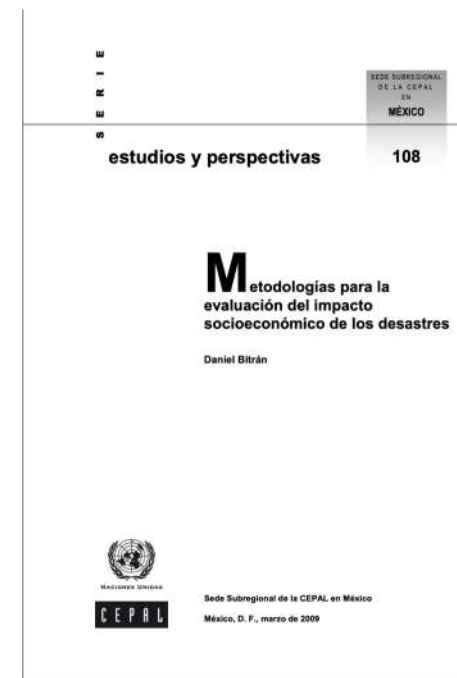 SERIE
SEDE SUBREGIONAL
DE LA CEPAL
EN
MÉXICO
estudios y perspectivas
108
Metodologías para la
evaluación del impacto
socioeconómico de los desastres
Daniel Bitrán
NACIONES UNIDAS
CEPAL
Sede Subregional de la CEPAL en México
México, D. F., marzo de 2009